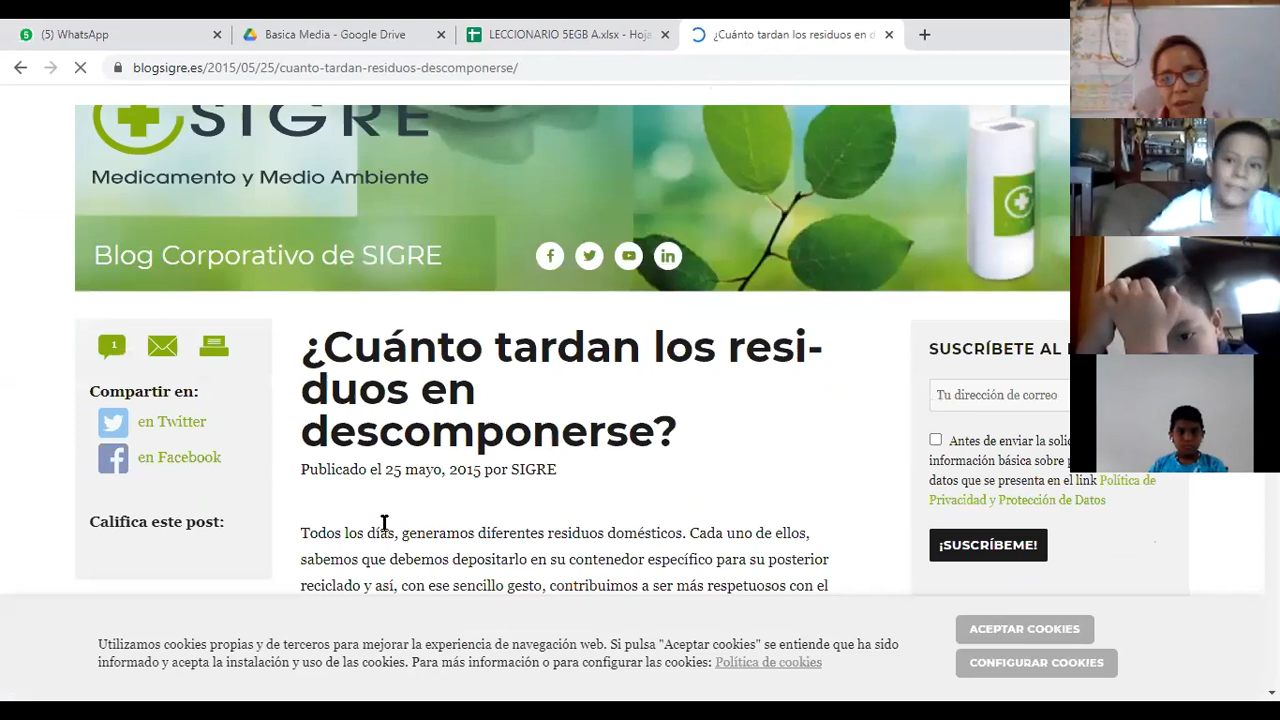 5
(5) WhatsApp
Basica Media - Google Drive
LECCIONARIO 5EGB A.xlsx - Hoja
¿Cuánto tardan los residuos en d
blogsigre.es/2015/05/25/cuanto-tardan-residuos-descomponerse/
SIGRE
Medicamento y Medio Ambiente
Blog Corporativo de SIGRE
1
Compartir en:
en Twitter
en Facebook
Califica este post:
¿Cuánto tardan los resi-
duos en
descomponerse?
Publicado el 25 mayo, 2015 por SIGRE
Todos los días, generamos diferentes residuos domésticos. Cada uno de ellos,
sabemos que debemos depositarlo en su contenedor específico para su posterior
reciclado y así, con ese sencillo gesto, contribuimos a ser más respetuosos con el
SUSCRÍBETE AL
Tu dirección de correo
Antes de enviar la soli
información básica sobre
datos que se presenta en el link Política de
Privacidad y Protección de Datos
¡SUSCRÍBEME!
Utilizamos cookies propias y de terceros para mejorar la experiencia de navegación web. Si pulsa "Aceptar cookies" se entiende que ha sido
informado y acepta la instalación y uso de las cookies. Para más información o para configurar las cookies: Política de cookies
ACEPTAR COOKIES
CONFIGURAR COOKIES